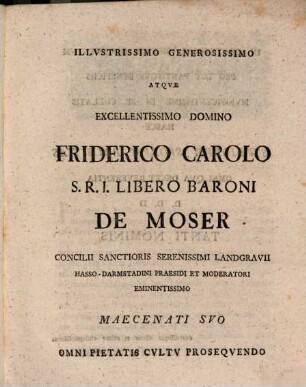 ILLVSTRISSIMO GENEROSISSIMO
ATQVE
EXCELLENTISSIMO DOMINO
FRIDERICO CAROLO
S. R. I. LIBERO BARONI
DE MOSER
CONCILII SANCTIORIS SERENISSIMI LANDGRAVII
HASSO-DARMSTADINI PRAESIDI ET MODERATORI
EMINENTISSIMO
MAECENATI SVO
OMNI PIETATIS CVLTV PROSEQVENDO